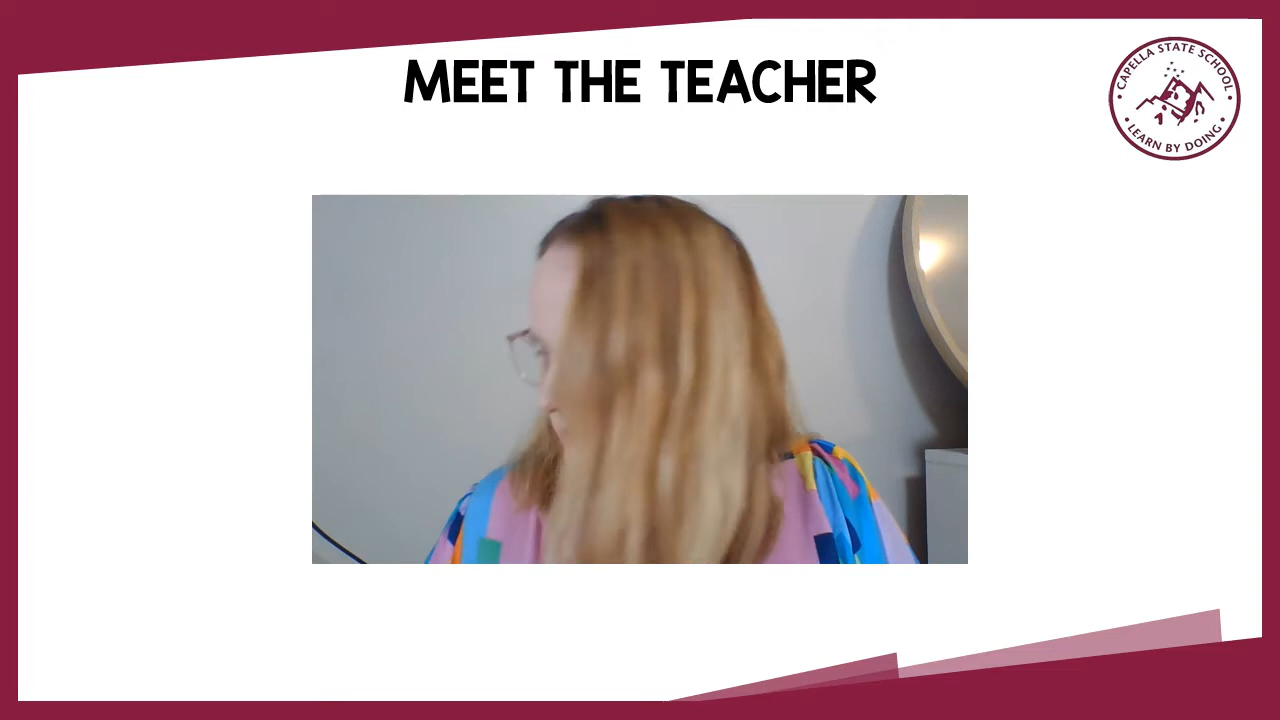 MEET THE TEACHER
CAPELLA STATE SCHOOL
• LEARN BY DOING •